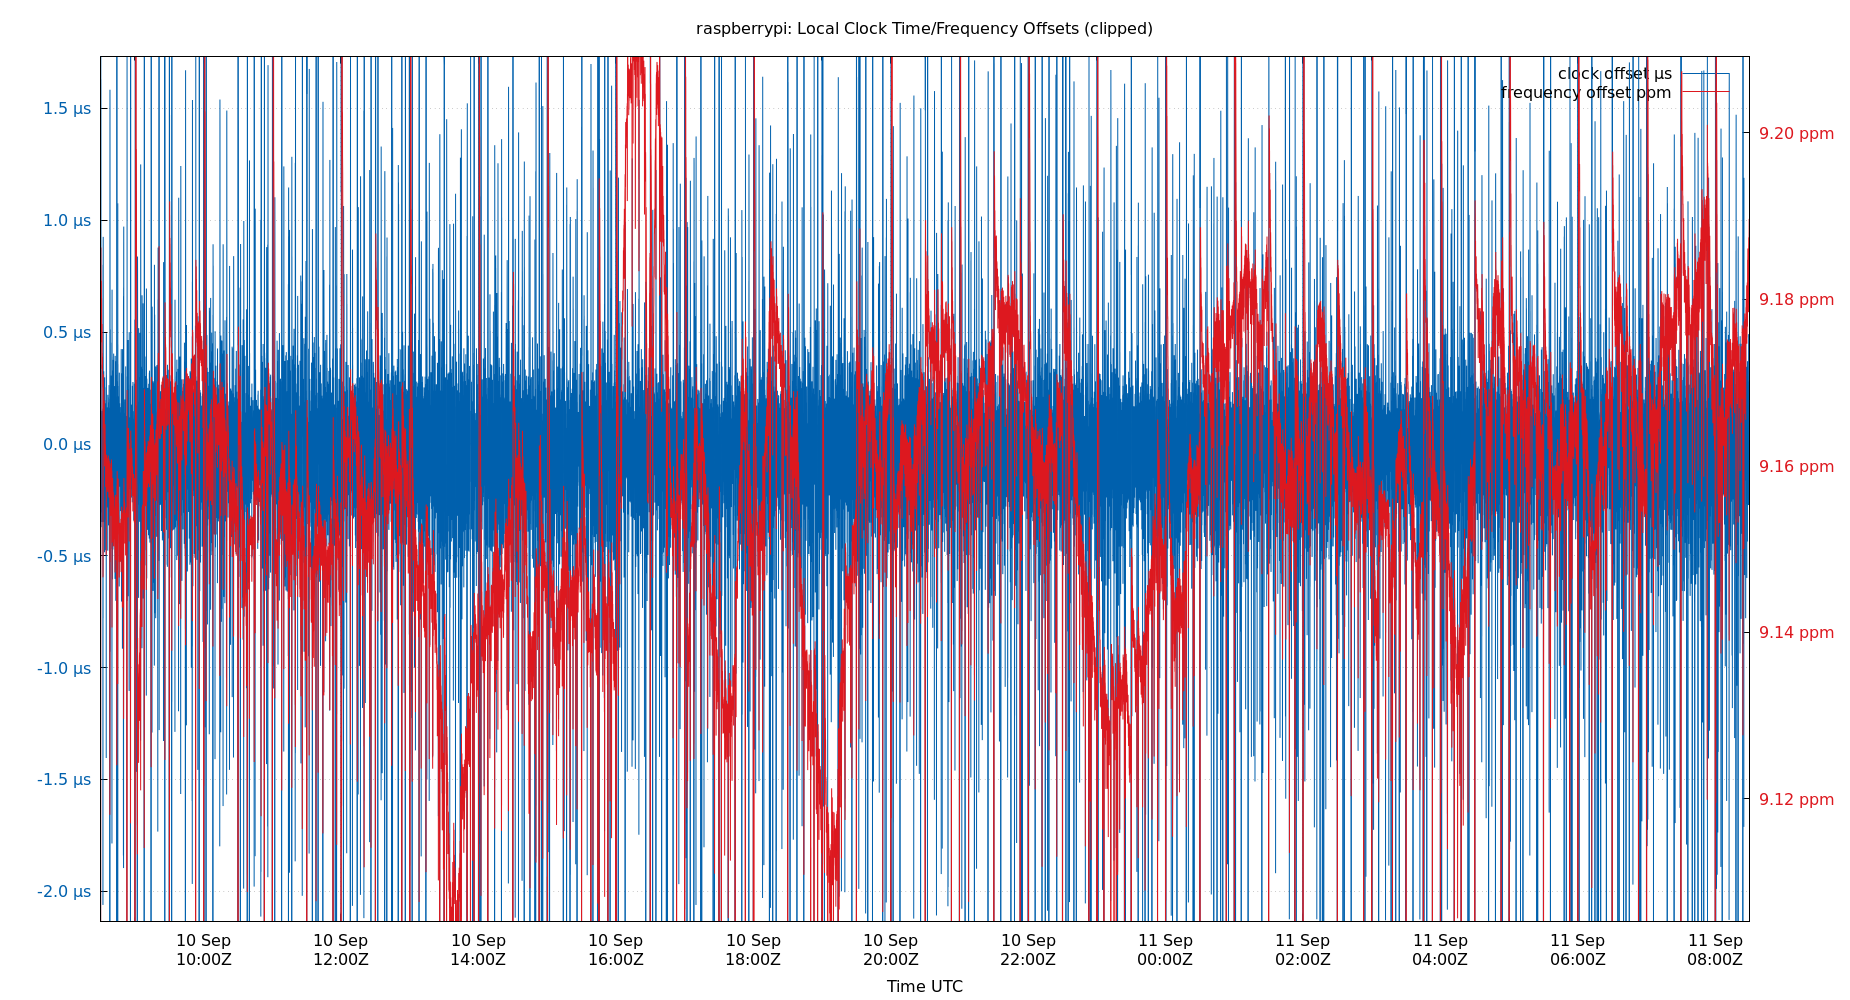 raspberrypi: Local Clock Time/Frequency Offsets (clipped)
clock offset µs
frequency offset ppm
1.5 µs
1.0 µs
0.5 µs
0.0 µs
-0.5 µs
-1.0 µs
-1.5 µs
-2.0 µs
9.20 ppm
9.18 ppm
9.16 ppm
9.14 ppm
9.12 ppm
10 Sep
10:00Z
10 Sep
12:00Z
10 Sep
14:00Z
10 Sep
16:00Z
10 Sep
18:00Z
10 Sep
20:00Z
10 Sep
22:00Z
11 Sep
00:00Z
11 Sep
02:00Z
11 Sep
04:00Z
11 Sep
06:00Z
11 Sep
08:00Z
Time UTC